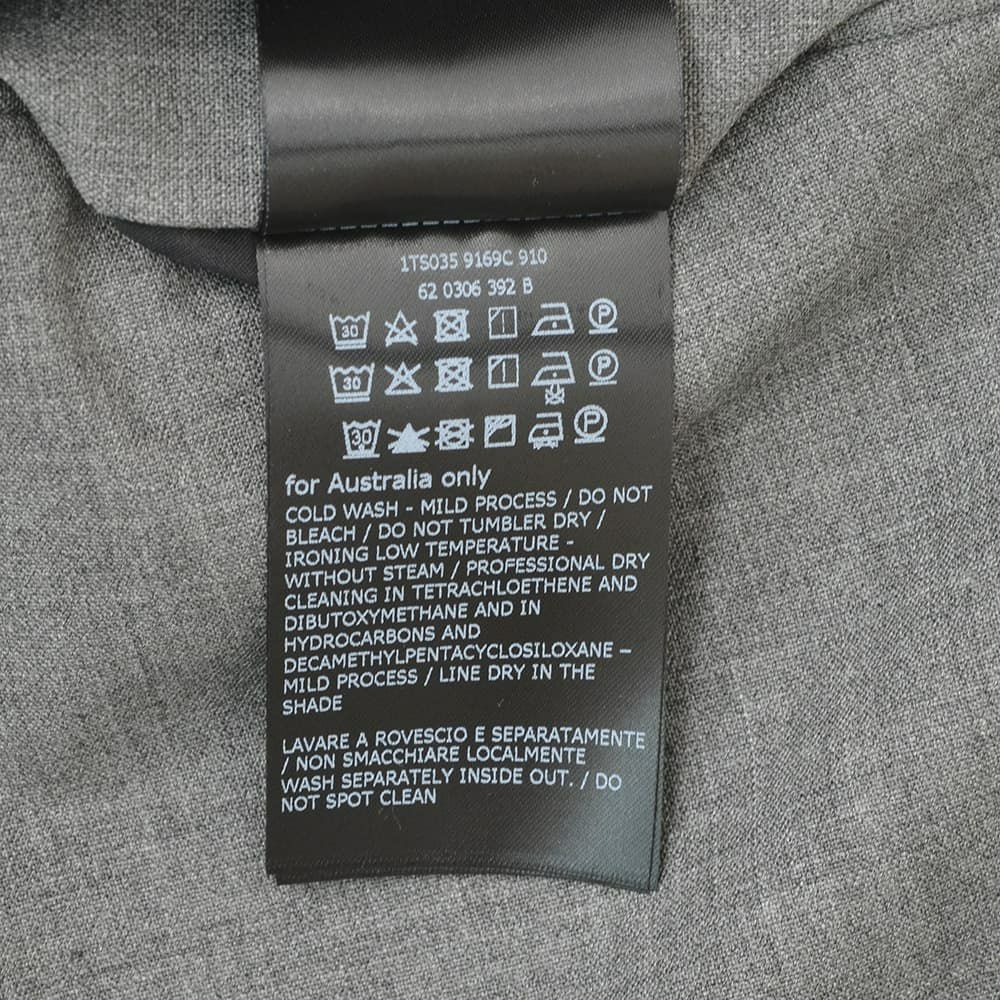 1TS035 9169C 910
62 0306 392 B
30 P
30 P
30 P
for Australia only
COLD WASH - MILD PROCESS / DO NOT
BLEACH / DO NOT TUMBLER DRY /
IRONING LOW TEMPERATURE -
WITHOUT STEAM / PROFESSIONAL DRY
CLEANING IN TETRACHLOETHENE AND
DIBUTOXYMETHANE AND IN
HYDROCARBONS AND
DECAMETHYLPENTACYCLOSILOXANE –
MILD PROCESS / LINE DRY IN THE
SHADE
LAVARE A ROVESCIO E SEPARATAMENTE
/ NON SMACCHIARE LOCALMENTE
WASH SEPARATELY INSIDE OUT. / DO
NOT SPOT CLEAN